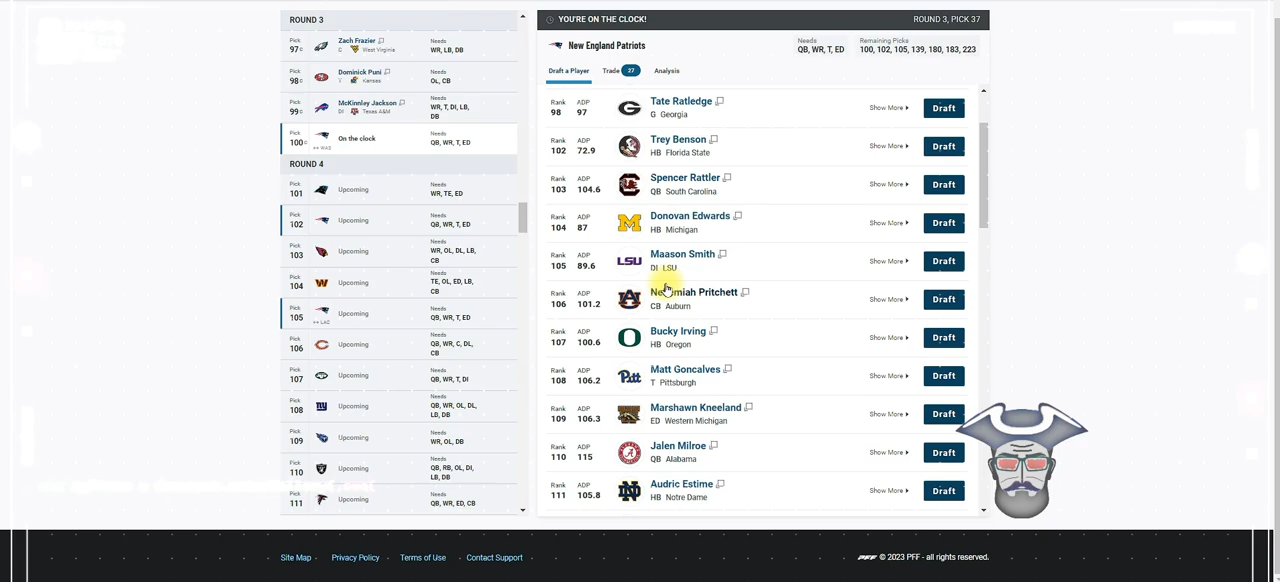 ROUND 3
Pick
97 c
Zach Frazier
C West Virginia
Needs
WR, LB, DB
Pick
98 c
Dominick Puni
T Kansas
Needs
OL, CB
Pick
99 c
McKinnley Jackson
DI Texas A&M
Needs
WR, T, DI, LB,
DB
Pick
100 c
WAS
On the clock
Needs
QB, WR, T, ED
ROUND 4
Pick
101
Upcoming
Needs
WR, TE, ED
Pick
102
Upcoming
Needs
QB, WR, T, ED
Pick
103
Upcoming
Needs
WR, OL, DL, LB,
CB
Pick
104
Upcoming
Needs
TE, OL, ED, LB,
CB
Pick
105
LAC
Upcoming
Needs
QB, WR, T, ED
Pick
106
Upcoming
Needs
QB, WR, C, DL,
CB
Pick
107
Upcoming
Needs
QB, WR, T, DI
Pick
108
Upcoming
Needs
QB, WR, OL, DL,
LB, DB
Pick
109
Upcoming
Needs
WR, OL, DB
Pick
110
Upcoming
Needs
QB, RB, OL, DI,
LB, DB
Pick
111
Upcoming
Needs
QB, WR, ED, CB
YOU'RE ON THE CLOCK!
ROUND 3, PICK 37
New England Patriots
Needs
QB, WR, T, ED
Remaining Picks
100, 102, 105, 139, 180, 183, 223
Draft a Player
Trade 27
Analysis
Rank ADP
98 97
Tate Ratledge
G Georgia
Show More
Draft
Rank ADP
102 72.9
Trey Benson
HB Florida State
Show More
Draft
Rank ADP
103 104.6
Spencer Rattler
QB South Carolina
Show More
Draft
Rank ADP
104 87
Donovan Edwards
HB Michigan
Show More
Draft
Rank ADP
105 89.6
LSU
Maason Smith
DI LSU
Show More
Draft
Rank ADP
106 101.2
Pritchett
CB Auburn
Show More
Draft
Rank ADP
107 100.6
Bucky Irving
HB Oregon
Show More
Draft
Rank ADP
108 106.2
Pitt
Matt Goncalves
T Pittsburgh
Show More
Draft
Rank ADP
109 106.3
Marshawn Kneeland
ED Western Michigan
Show More
Draft
Rank ADP
110 115
Jalen Milroe
QB Alabama
Show More
Draft
Rank ADP
111 105.8
Audric Estime
HB Notre Dame
Show More
Draft
Site Map
Privacy Policy
Terms of Use
Contact Support
PFF © 2023 PFF - all rights reserved.